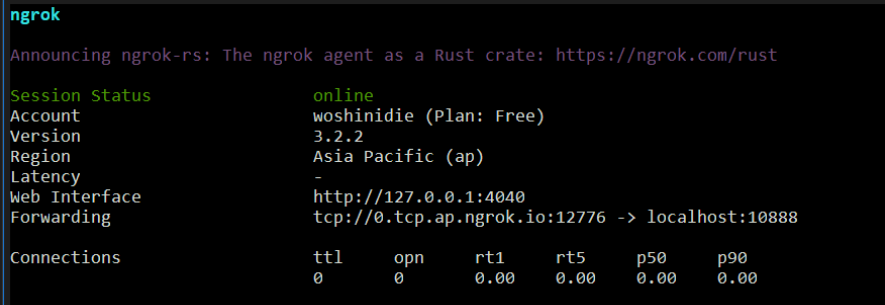 ngrok
Announcing ngrok-rs: The ngrok agent as a Rust crate: https://ngrok.com/rust
Session Status online
Account woshinidie (Plan: Free)
Version 3.2.2
Region Asia Pacific (ap)
Latency -
Web Interface http://127.0.0.1:4040
Forwarding tcp://0.tcp.ap.ngrok.io:12776 -> localhost:10888
Connections ttl opn rt1 rt5 p50 p90
0 0 0.00 0.00 0.00 0.00